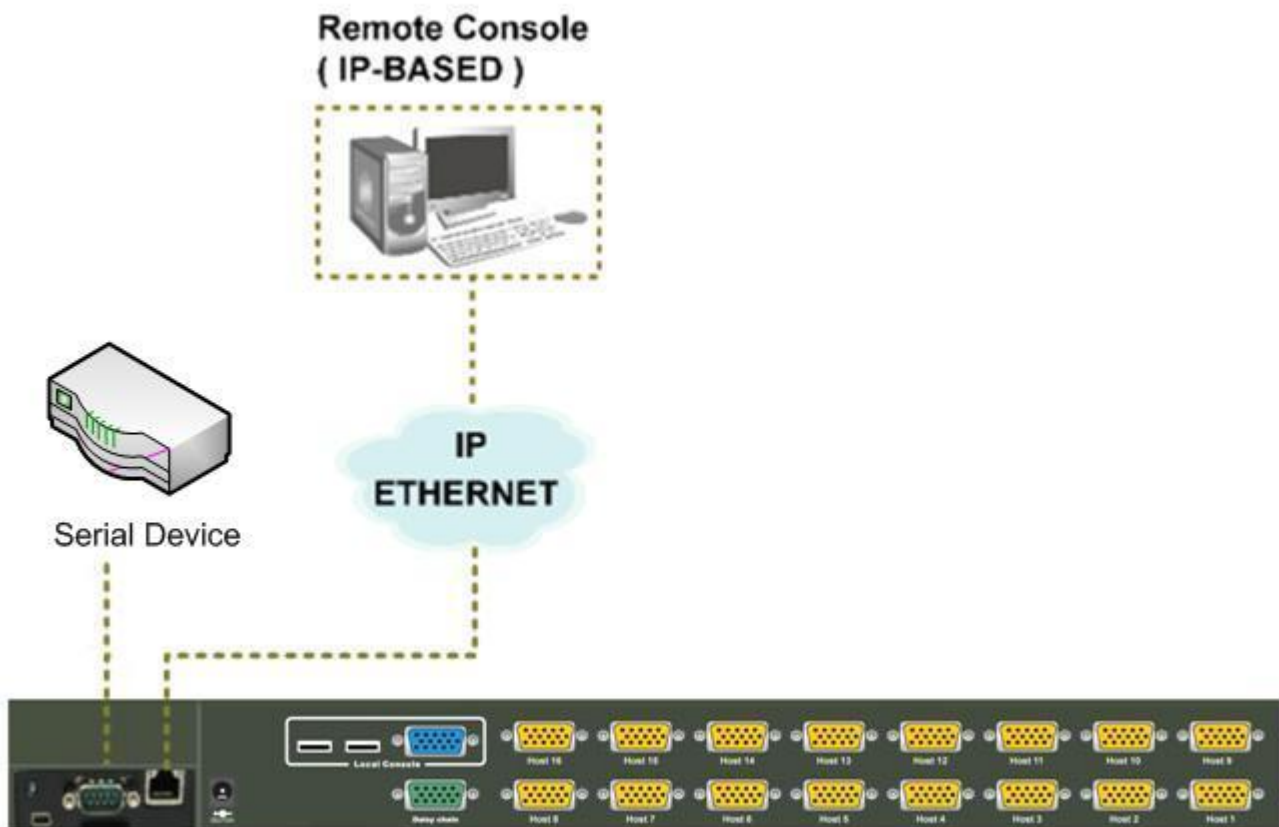 Remote Console
( IP-BASED )
IP
ETHERNET
Serial Device
Local Console
Host 16
Host 15
Host 14
Host 13
Host 12
Host 11
Host 10
Host 9
Daisy chain
Host 8
Host 7
Host 6
Host 5
Host 4
Host 3
Host 2
Host 1